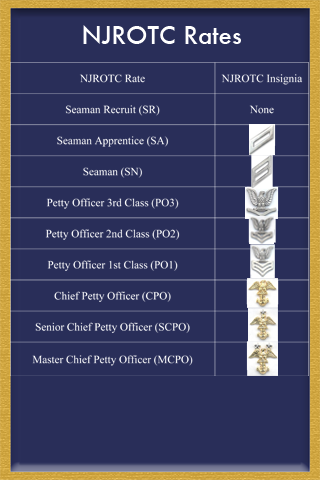 NJROTC Rates
NJROTC Rate NJROTC Insignia
Seaman Recruit (SR) None
Seaman Apprentice (SA)
Seaman (SN)
Petty Officer 3rd Class (PO3)
Petty Officer 2nd Class (PO2)
Petty Officer 1st Class (PO1)
Chief Petty Officer (CPO)
Senior Chief Petty Officer (SCPO)
Master Chief Petty Officer (MCPO)